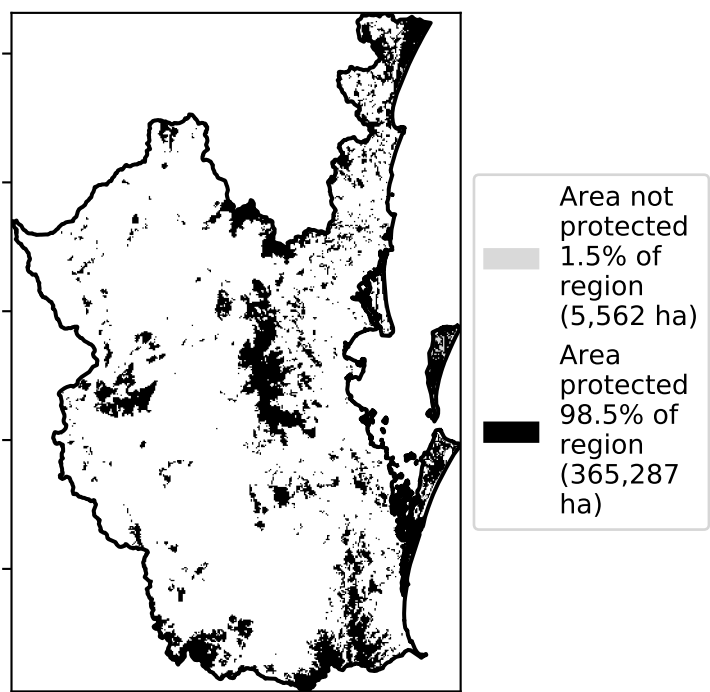 Area not
protected
1.5% of
region
(5,562 ha)
Area
protected
98.5% of
region
(365,287
ha)